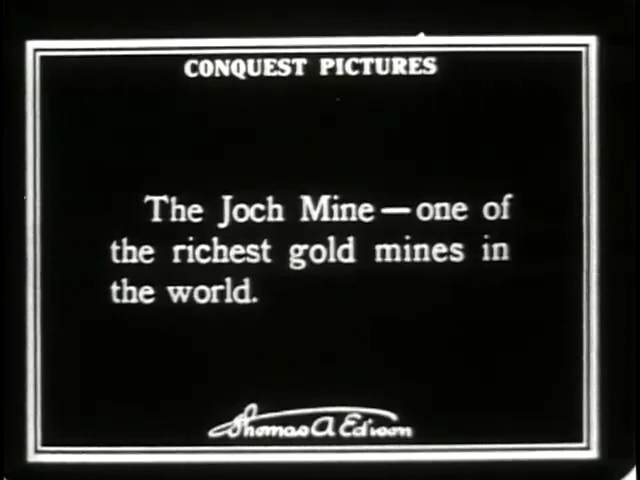 CONQUEST PICTURES
The Joch Mine — one of
the richest gold mines in
the world.
Thomas A Edison